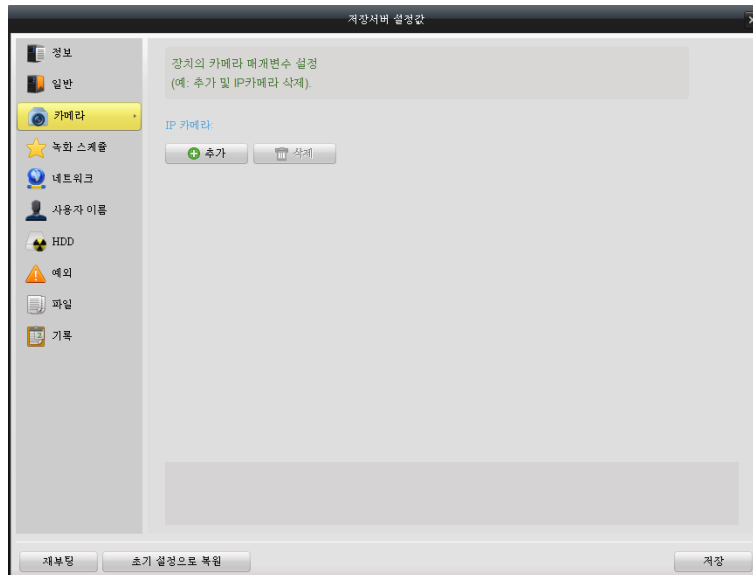 저장서버 설정값
정보
일반
카메라
녹화 스케쥴
네트워크
사용자 이름
HDD
예외
파일
기록
장치의 카메라 매개변수 설정
(예: 추가 및 IP카메라 삭제).
IP 카메라:
추가
삭제
재부팅
초기 설정으로 복원
저장